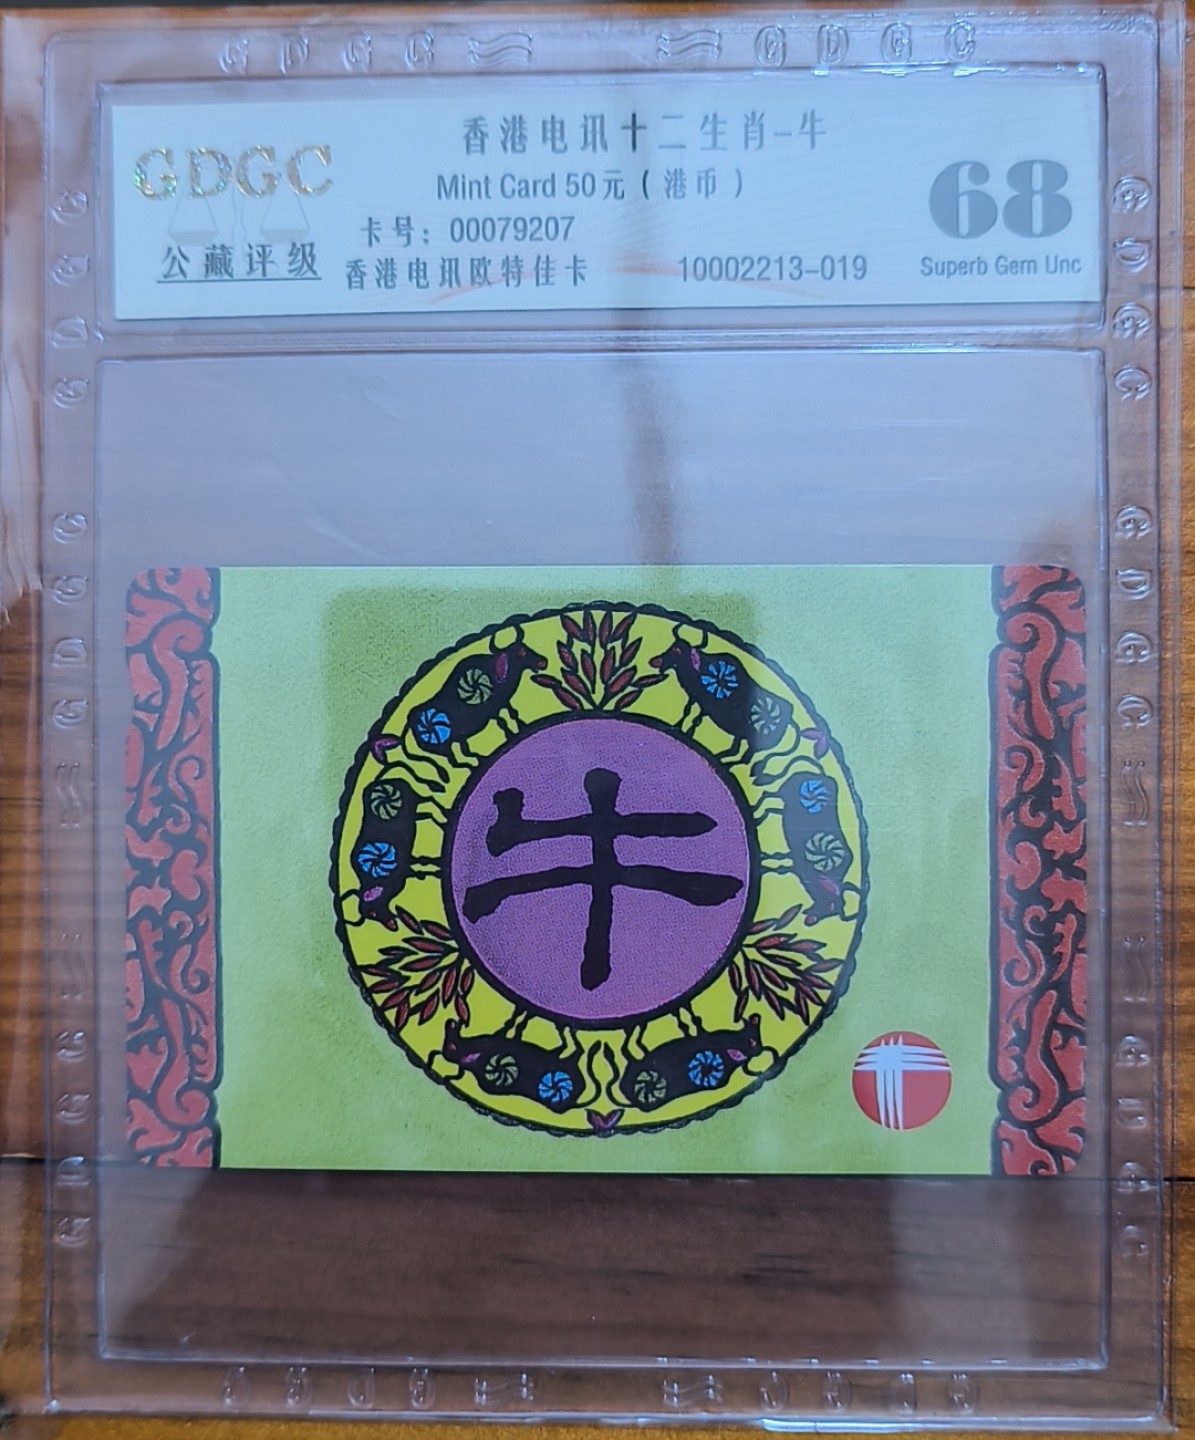 GDGC GDGC
香港电讯十二生肖-牛
GDGC
Mint Card 50元（港币）
68
卡号：00079207
公藏评级
香港电讯欧特佳卡
10002213-019
Superb Gem Unc
牛